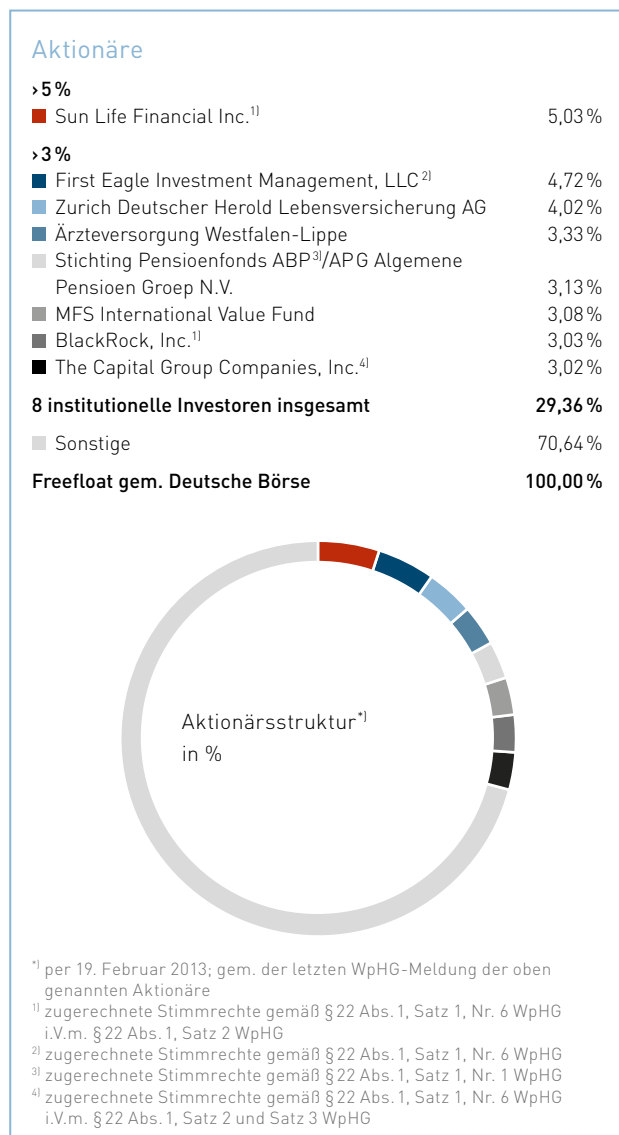 Aktionäre
›5 %
Sun Life Financial Inc.1) 5,03 %
›3 %
First Eagle Investment Management, LLC 2) 4,72 %
Zurich Deutscher Herold Lebensversicherung AG 4,02 %
Ärzteversorgung Westfalen-Lippe 3,33 %
Stichting Pensioenfonds ABP3)/APG Algemene
Pensioen Groep N.V. 3,13 %
MFS International Value Fund 3,08 %
BlackRock, Inc.1) 3,03 %
The Capital Group Companies, Inc.4) 3,02 %
8 institutionelle Investoren insgesamt 29,36 %
Sonstige 70,64 %
Freefloat gem. Deutsche Börse 100,00 %
Aktionärsstruktur*)
in %
*) per 19. Februar 2013; gem. der letzten WpHG-Meldung der oben
genannten Aktionäre
1) zugerechnete Stimmrechte gemäß § 22 Abs. 1, Satz 1, Nr. 6 WpHG
i.V.m. § 22 Abs. 1, Satz 2 WpHG
2) zugerechnete Stimmrechte gemäß § 22 Abs. 1, Satz 1, Nr. 6 WpHG
3) zugerechnete Stimmrechte gemäß § 22 Abs. 1, Satz 1, Nr. 1 WpHG
4) zugerechnete Stimmrechte gemäß § 22 Abs. 1, Satz 1, Nr. 6 WpHG
i.V.m. § 22 Abs. 1, Satz 2 und Satz 3 WpHG